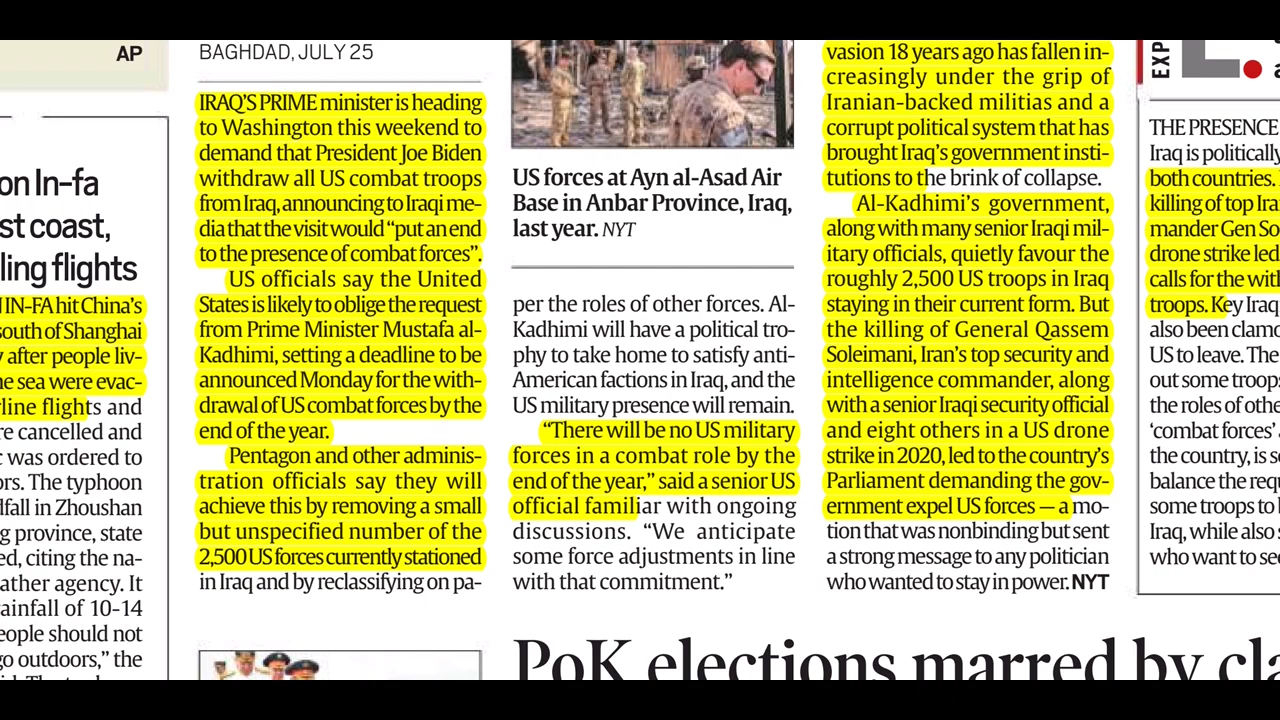 AP
on In-fa
st coast,
ling flights
IN-FA hit China's
south of Shanghai
after people liv-
sea were evac-
flights and
cancelled and
was ordered to
The typhoon
in Zhoushan
province, state
citing the na-
agency. It
of 10-14
should not
go outdoors," the
BAGHDAD, JULY 25
IRAQ'S PRIME minister is heading
to Washington this weekend to
demand that President Joe Biden
withdraw all US combat troops
from Iraq, announcing to Iraqi me-
dia that the visit would "put an end
to the presence of combat forces".
US officials say the United
States is likely to oblige the request
from Prime Minister Mustafa al-
Kadhimi, setting a deadline to be
announced Monday for the with-
drawal of US combat forces by the
end of the year.
Pentagon and other adminis-
tration officials say they will
achieve this by removing a small
but unspecified number of the
2,500 US forces currently stationed
in Iraq and by reclassifying on pa-
US forces at Ayn al-Asad Air
Base in Anbar Province, Iraq,
last year. NYT
per the roles of other forces. Al-
Kadhimi will have a political tro-
phy to take home to satisfy anti-
American factions in Iraq, and the
US military presence will remain.
"There will be no US military
forces in a combat role by the
end of the year," said a senior US
official familiar with ongoing
discussions. "We anticipate
some force adjustments in line
with that commitment."
vasion 18 years ago has fallen in-
creasingly under the grip of
Iranian-backed militias and a
corrupt political system that has
brought Iraq's government insti-
tutions to the brink of collapse.
Al-Kadhimi's government,
along with many senior Iraqi mil-
itary officials, quietly favour the
roughly 2,500 US troops in Iraq
staying in their current form. But
the killing of General Qassem
Soleimani, Iran's top security and
intelligence commander, along
with a senior Iraqi security official
and eight others in a US drone
strike in 2020, led to the country's
Parliament demanding the gov-
ernment expel US forces — a mo-
tion that was nonbinding but sent
a strong message to any politician
who wanted to stay in power. NYT
EXP
THE PRESENCE
Iraq is politically
both countries.
killing of top Ira
mander Gen So
drone strike led
calls for the with
troops. Key Iraq
also been clamo
US to leave. The
out some troops
the roles of othe
'combat forces'
the country, is s
balance the requ
some troops to
Iraq, while also
who want to see
PoK elections marred by cla